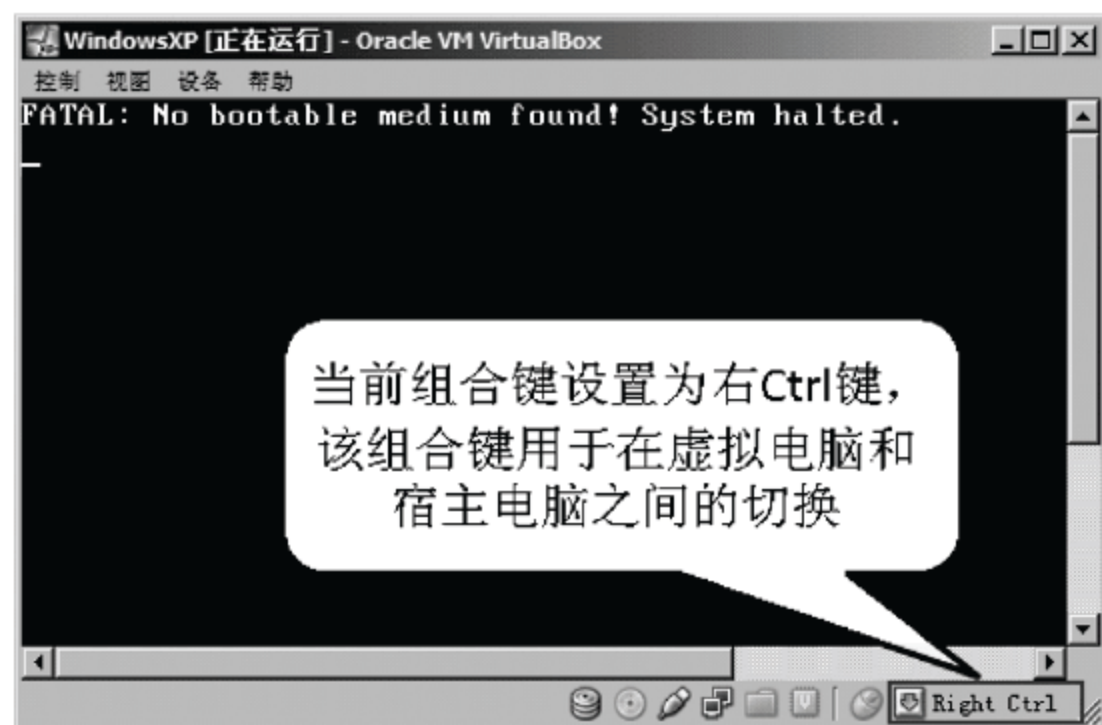 WindowsXP [正在运行] - Oracle VM VirtualBox
控制 视图 设备 帮助
FATAL: No bootable medium found! System halted.
当前组合键设置为右Ctrl键，
该组合键用于在虚拟电脑和
宿主电脑之间的切换
Right Ctrl